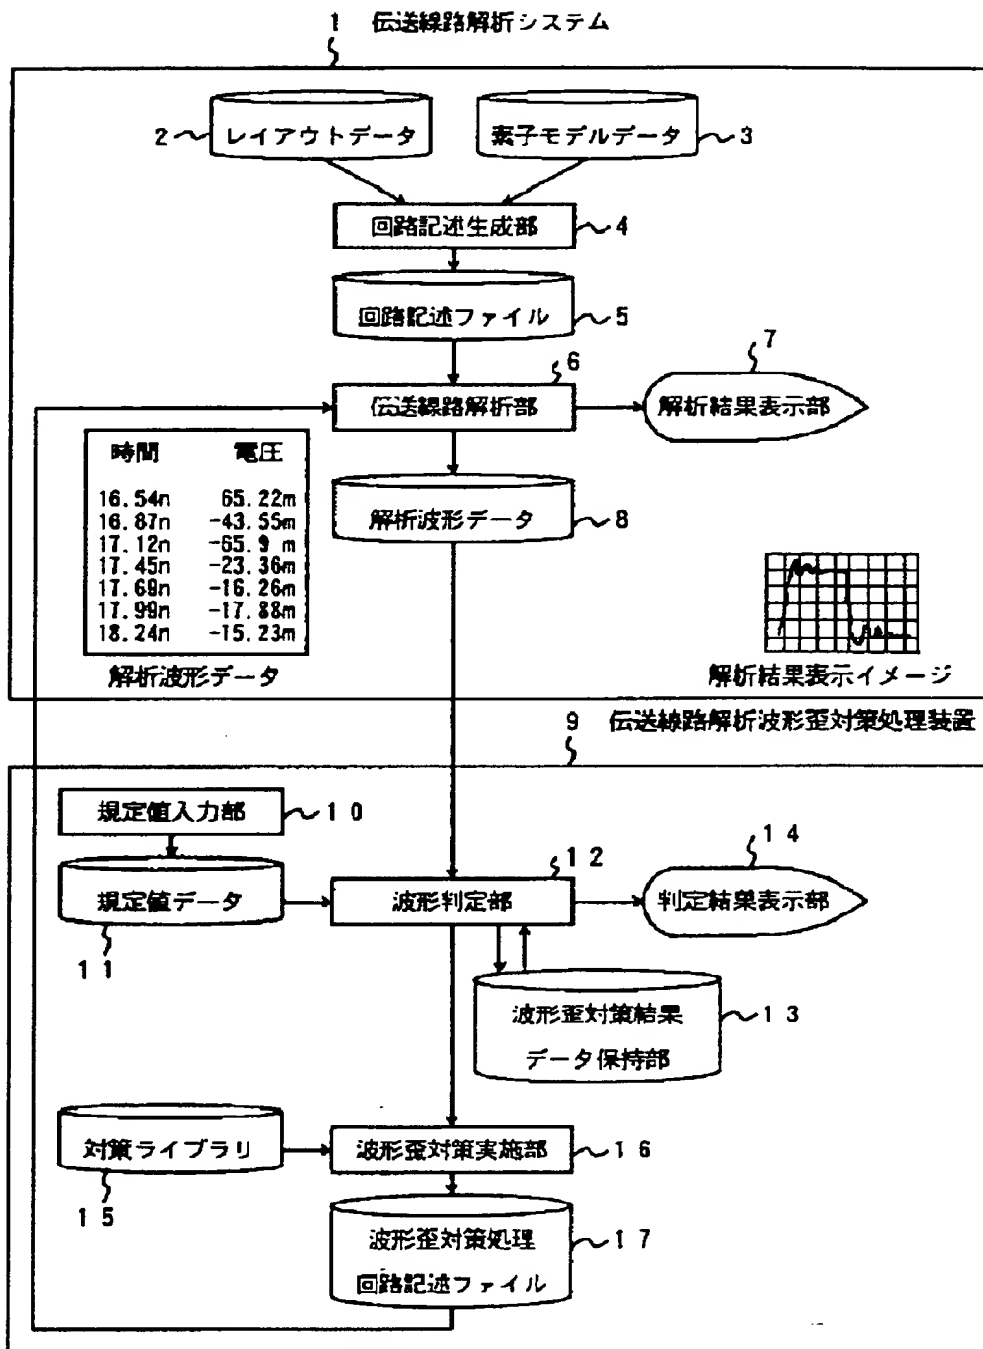 1 伝送線路解析システム
2 レイアウトデータ
素子モデルデータ 3
回路記述生成部 4
回路記述ファイル 5
6
伝送線路解析部
7
解析結果表示部
時間 電圧
16.54n 65.22m
16.87n -43.55m
17.12n -65.9 m
17.45n -23.36m
17.69n -16.26m
17.99n -17.88m
18.24n -15.23m
解析波形データ
解析波形データ 8
解析結果表示イメージ
9 伝送線路解析波形歪対策処理装置
規定値入力部 10
規定値データ
11
12
波形判定部
14
判定結果表示部
波形歪対策結果
データ保持部
13
対策ライブラリ
15
波形歪対策実施部 16
波形歪対策処理
回路記述ファイル
17